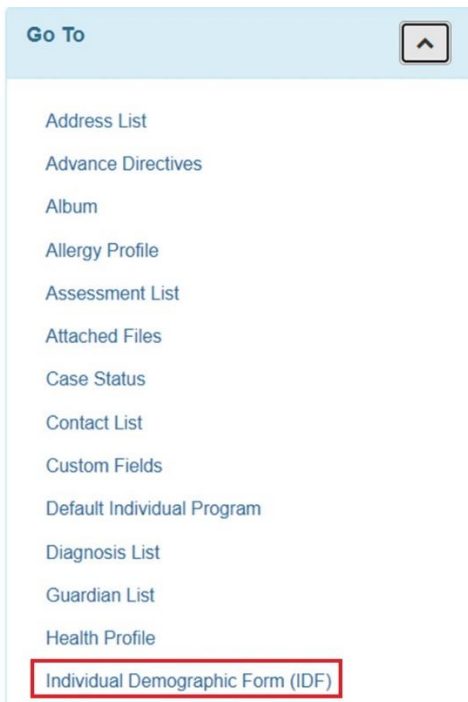 Go To
Address List
Advance Directives
Album
Allergy Profile
Assessment List
Attached Files
Case Status
Contact List
Custom Fields
Default Individual Program
Diagnosis List
Guardian List
Health Profile
Individual Demographic Form (IDF)